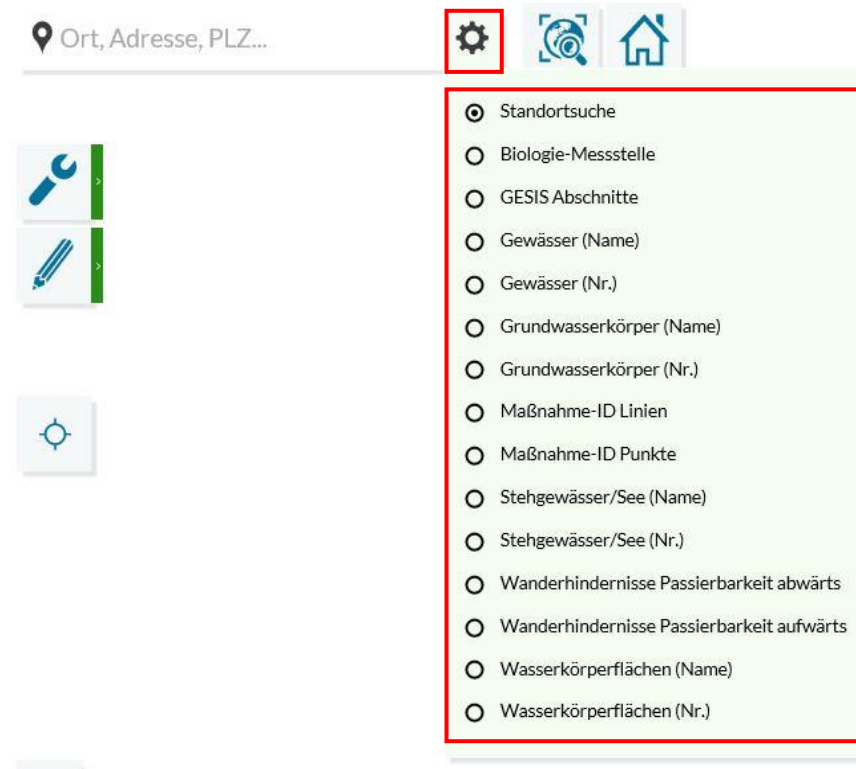 Ort, Adresse, PLZ...
Standortsuche
Biologie-Messstelle
GESIS Abschnitte
Gewässer (Name)
Gewässer (Nr.)
Grundwasserkörper (Name)
Grundwasserkörper (Nr.)
Maßnahme-ID Linien
Maßnahme-ID Punkte
Stehgewässer/See (Name)
Stehgewässer/See (Nr.)
Wanderhindernisse Passierbarkeit abwärts
Wanderhindernisse Passierbarkeit aufwärts
Wasserkörperflächen (Name)
Wasserkörperflächen (Nr.)